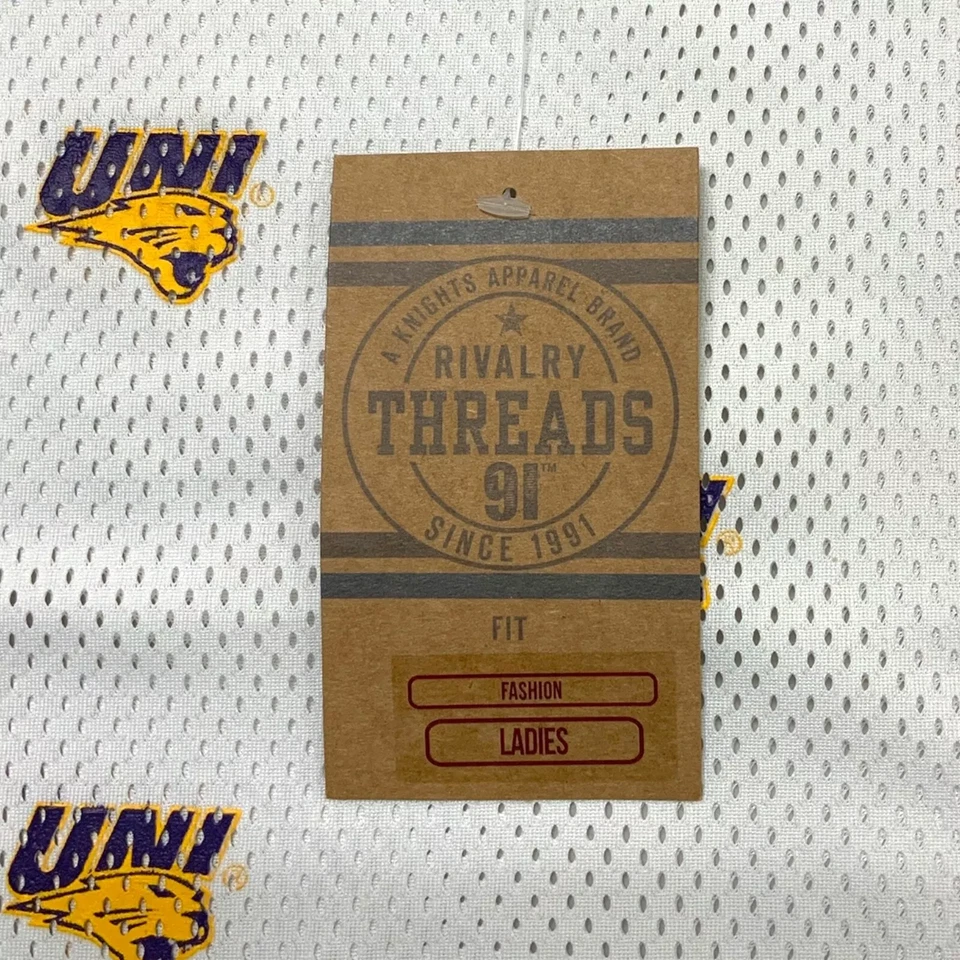 UNI®
A KNIGHTS APPAREL BRAND
RIVALRY
THREADS
91™
SINCE 1991
FIT
FASHION
LADIES
UNI®